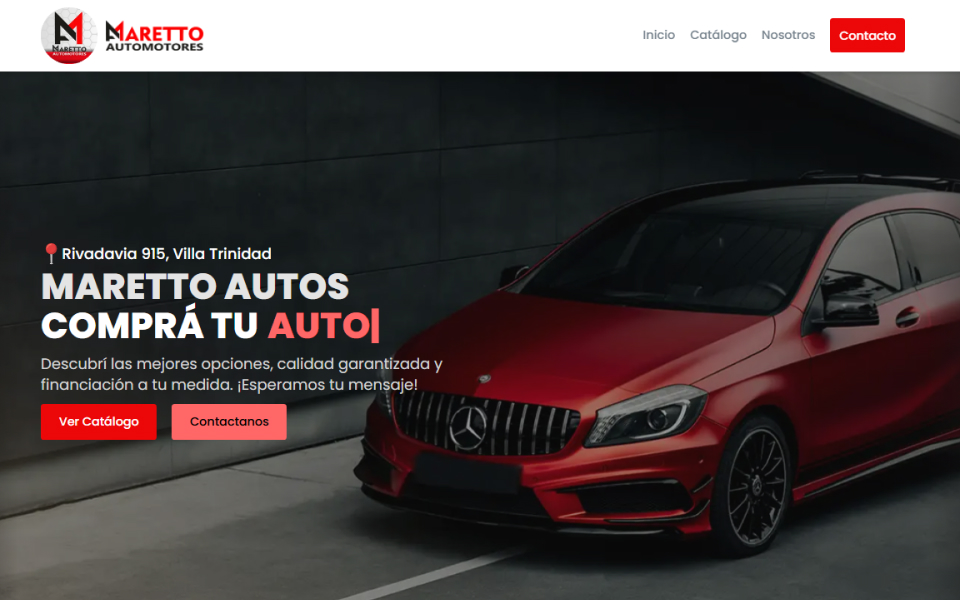 MARETTO
AUTOMOTORES
MARETTO
AUTOMOTORES
Inicio
Catálogo
Nosotros
Contacto
📍Rivadavia 915, Villa Trinidad
MARETTO AUTOS
COMPRÁ TU AUTO|
Descubrí las mejores opciones, calidad garantizada y
financiación a tu medida. ¡Esperamos tu mensaje!
Ver Catálogo
Contactanos